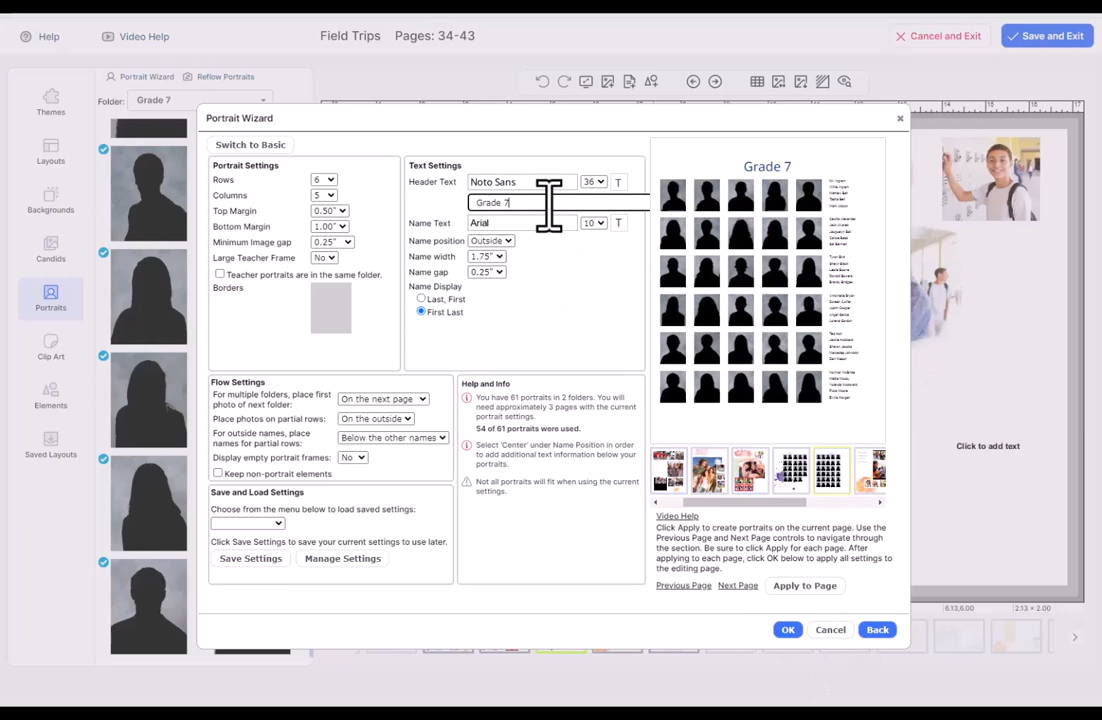 Help
Video Help
Field Trips
Pages: 34-43
Cancel and Exit
Save and Exit
Themes
Layouts
Backgrounds
Candids
Portraits
Clip Art
Elements
Saved Layouts
Portrait Wizard
Reflow Portraits
Folder:
Grade 7
Portrait Wizard
Switch to Basic
Portrait Settings
Rows 6
Columns 5
Top Margin 0.50"
Bottom Margin 1.00"
Minimum Image gap 0.25"
Large Teacher Frame No
Teacher portraits are in the same folder.
Borders
Text Settings
Header Text Noto Sans 36 T
Grade 7
Name Text Arial 10 T
Name position Outside
Name width 1.75"
Name gap 0.25"
Name Display
Last, First
First Last
Flow Settings
For multiple folders, place first
photo of next folder: On the next page
Place photos on partial rows: On the outside
For outside names, place
names for partial rows: Below the other names
Display empty portrait frames: No
Keep non-portrait elements
Help and Info
You have 61 portraits in 2 folders. You will
need approximately 3 pages with the current
portrait settings.
54 of 61 portraits were used.
Select 'Center' under Name Position in order
to add additional text information below your
portraits.
Not all portraits will fit when using the current
settings.
Save and Load Settings
Choose from the menu below to load saved settings:
Click Save Settings to save your current settings to use later.
Save Settings
Manage Settings
Grade 7
Video Help
Click Apply to create portraits on the current page. Use the
Previous Page and Next Page controls to navigate through
the section. Be sure to click Apply for each page. After
applying to each page, click OK below to apply all settings to
the editing page.
Previous Page
Next Page
Apply to Page
OK
Cancel
Back
14
15
16
17
Click to add text
6.13,6.00
2.13 × 2.00